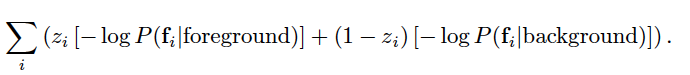 ∑_i (z_i [− log P(f_i|foreground)] + (1 − z_i) [− log P(f_i|background)]) .